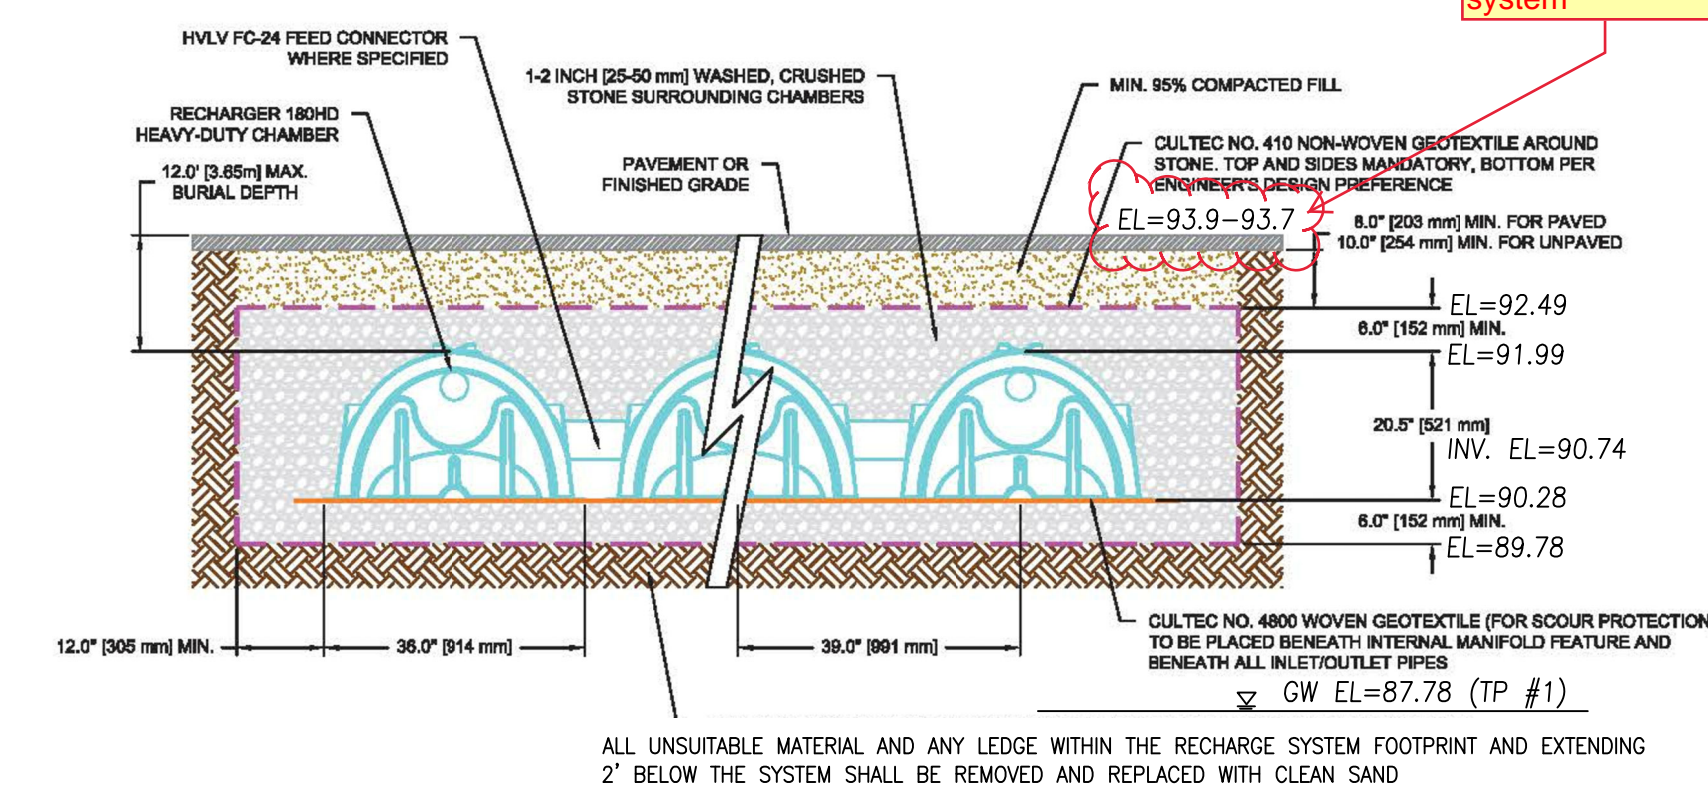 system
HVLV FC-24 FEED CONNECTOR
WHERE SPECIFIED
1-2 INCH [25-50 mm] WASHED, CRUSHED
STONE SURROUNDING CHAMBERS
MIN. 95% COMPACTED FILL
RECHARGER 180HD
HEAVY-DUTY CHAMBER
CULTEC NO. 410 NON-WOVEN GEOTEXTILE AROUND
STONE. TOP AND SIDES MANDATORY, BOTTOM PER
ENGINEER'S DESIGN PREFERENCE
12.0' [3.65m] MAX.
BURIAL DEPTH
PAVEMENT OR
FINISHED GRADE
EL=93.9-93.7
8.0" [203 mm] MIN. FOR PAVED
10.0" [254 mm] MIN. FOR UNPAVED
EL=92.49
6.0" [152 mm] MIN.
EL=91.99
20.5" [521 mm]
INV. EL=90.74
EL=90.28
6.0" [152 mm] MIN.
EL=89.78
12.0" [305 mm] MIN.
36.0" [914 mm]
39.0" [991 mm]
CULTEC NO. 4800 WOVEN GEOTEXTILE (FOR SCOUR PROTECTION
TO BE PLACED BENEATH INTERNAL MANIFOLD FEATURE AND
BENEATH ALL INLET/OUTLET PIPES
GW EL=87.78 (TP #1)
ALL UNSUITABLE MATERIAL AND ANY LEDGE WITHIN THE RECHARGE SYSTEM FOOTPRINT AND EXTENDING
2' BELOW THE SYSTEM SHALL BE REMOVED AND REPLACED WITH CLEAN SAND